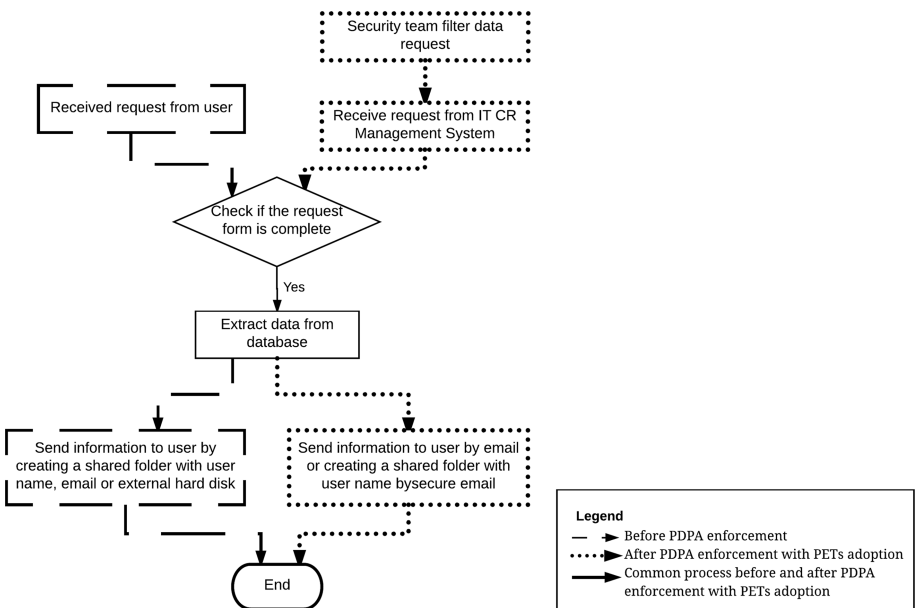 Security team filter data
request
Received request from user
Receive request from IT CR
Management System
Check if the request
form is complete
Yes
Extract data from
database
Send information to user by
creating a shared folder with user
name, email or external hard disk
Send information to user by email
or creating a shared folder with
user name bysecure email
End
Legend
Before PDPA enforcement
After PDPA enforcement with PETs adoption
Common process before and after PDPA
enforcement with PETs adoption